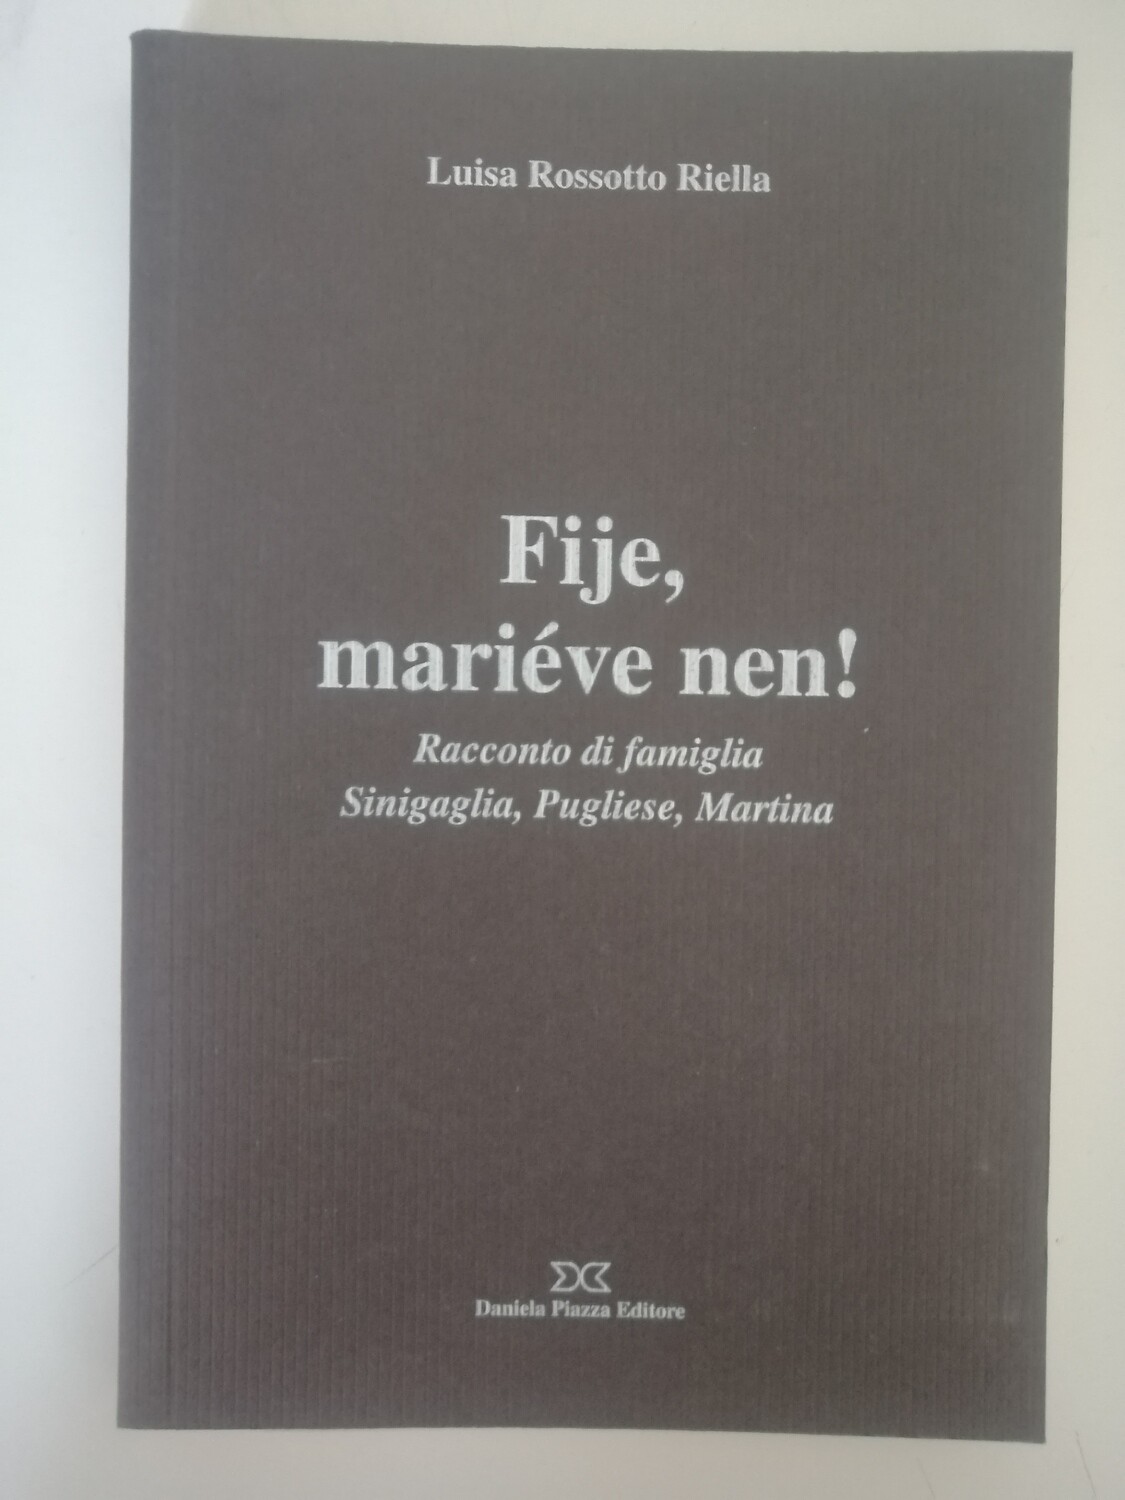 Luisa Rossotto Riella
Fije,
mariéve nen!
Racconto di famiglia
Sinigaglia, Pugliese, Martina
Daniela Piazza Editore